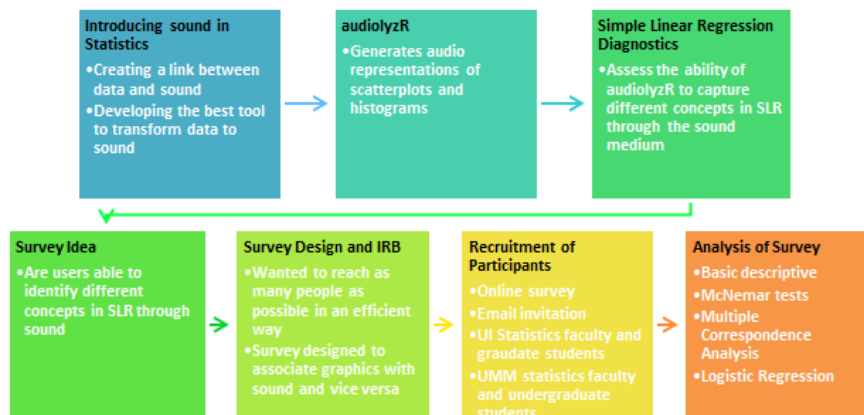 Introducing sound in
Statistics
•Creating a link between
data and sound
•Developing the best tool
to transform data to
sound
audiolyzR
•Generates audio
representations of
scatterplots and
histograms
Simple Linear Regression
Diagnostics
•Assess the ability of
audiolyzR to capture
different concepts in SLR
through the sound
medium
Survey Idea
•Are users able to
identify different
concepts in SLR through
sound
Survey Design and IRB
•Wanted to reach as
many people as
possible in an efficient
way
•Survey designed to
associate graphics with
sound and vice versa
Recruitment of
Participants
•Online survey
•Email invitation
•UI Statistics faculty and
graudate students
•UMM statistics faculty
and undergraduate
students
Analysis of Survey
•Basic descriptive
•McNemar tests
•Multiple
Correspondence
Analysis
•Logistic Regression